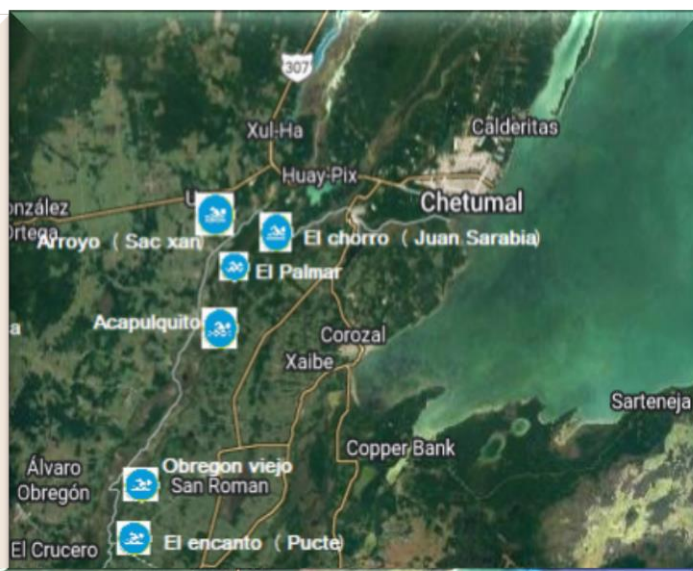 307
Xul-Ha
Calderitas
Huay-Pix
U
Chetumal
onzález
Ortega
Arroyo ( Sac xan)
El chorro ( Juan Sarabia)
El Palmar
Acapulquito
a
Corozal
Xaibe
Sarteneja
Copper Bank
Obregon viejo
Álvaro
Obregón
San Roman
El Crucero
El encanto ( Pucte)